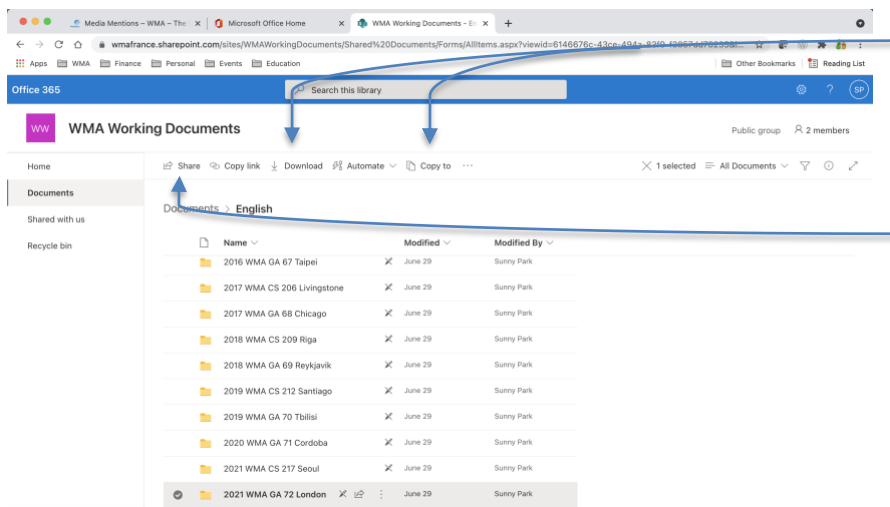 Media Mentions – WMA – The
Microsoft Office Home
WMA Working Documents - En
wmafrance.sharepoint.com/sites/WMAWorkingDocuments/Shared%20Documents/Forms/AllItems.aspx?viewid=6146676c-43ce-494a
Apps WMA Finance Personal Events Education Other Bookmarks Reading List
Office 365 Search this library ? SP
WW WMA Working Documents Public group 2 members
Home Share Copy link Download Automate Copy to ··· 1 selected All Documents
Documents
Documents > English
Shared with us
Recycle bin Name Modified Modified By
2016 WMA GA 67 Taipei June 29 Sunny Park
2017 WMA CS 206 Livingstone June 29 Sunny Park
2017 WMA GA 68 Chicago June 29 Sunny Park
2018 WMA CS 209 Riga June 29 Sunny Park
2018 WMA GA 69 Reykjavik June 29 Sunny Park
2019 WMA CS 212 Santiago June 29 Sunny Park
2019 WMA GA 70 Tbilisi June 29 Sunny Park
2020 WMA GA 71 Cordoba June 29 Sunny Park
2021 WMA CS 217 Seoul June 29 Sunny Park
2021 WMA GA 72 London June 29 Sunny Park